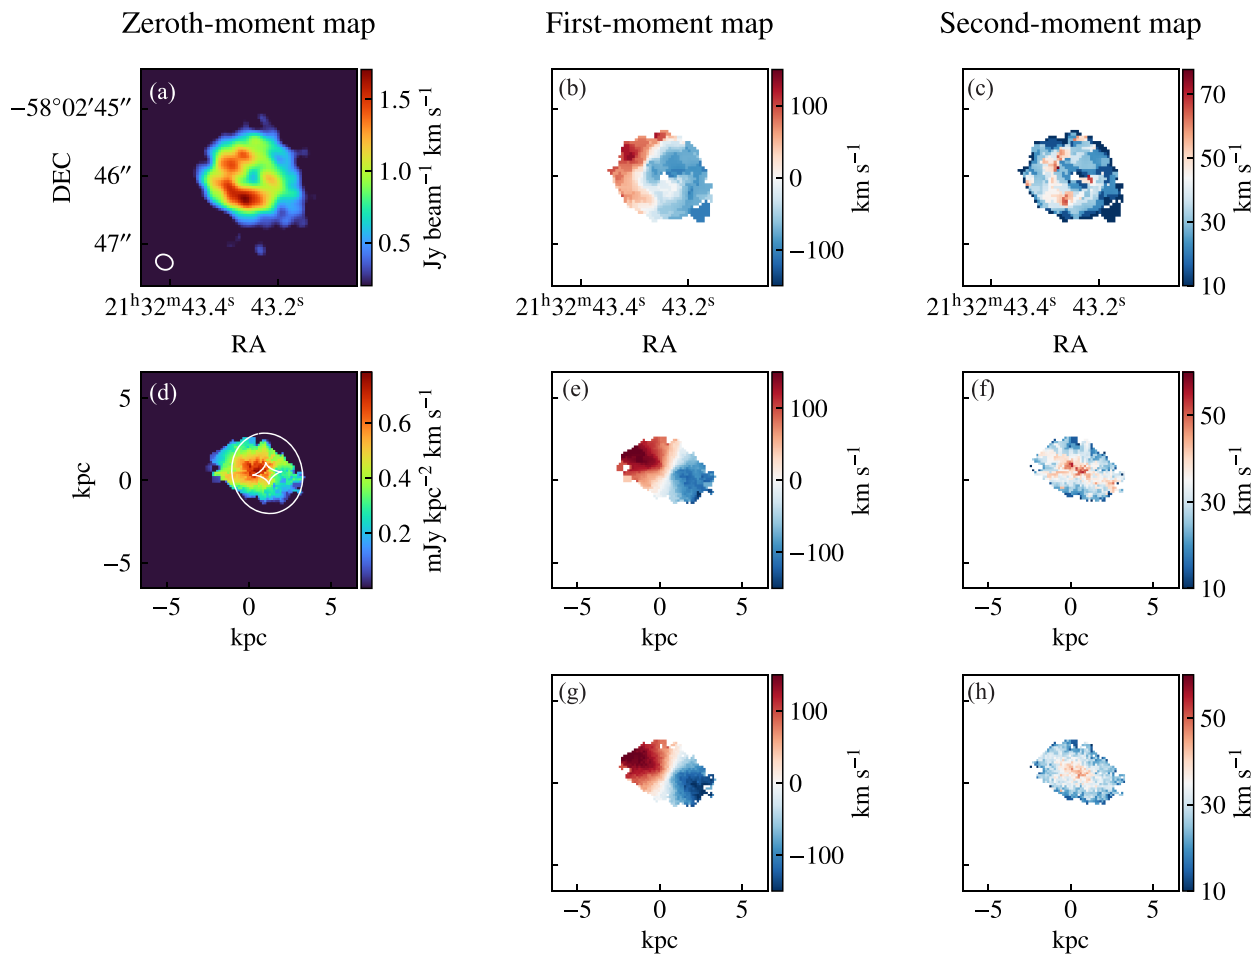 Zeroth-moment map First-moment map Second-moment map
(a) (b) (c)
−58°02′45″
46″
47″
DEC
1.5
1.0
0.5
Jy beam⁻¹ km s⁻¹
100
0
−100
km s⁻¹
70
50
30
10
km s⁻¹
21ʰ32ᵐ43.4ˢ 43.2ˢ
21ʰ32ᵐ43.4ˢ 43.2ˢ
21ʰ32ᵐ43.4ˢ 43.2ˢ
RA RA RA
(d) (e) (f)
5
0
−5
kpc
0.6
0.4
0.2
mJy kpc⁻² km s⁻¹
100
0
−100
km s⁻¹
50
30
10
km s⁻¹
−5 0 5
−5 0 5
−5 0 5
kpc kpc kpc
(g) (h)
100
0
−100
km s⁻¹
50
30
10
km s⁻¹
−5 0 5
−5 0 5
kpc kpc